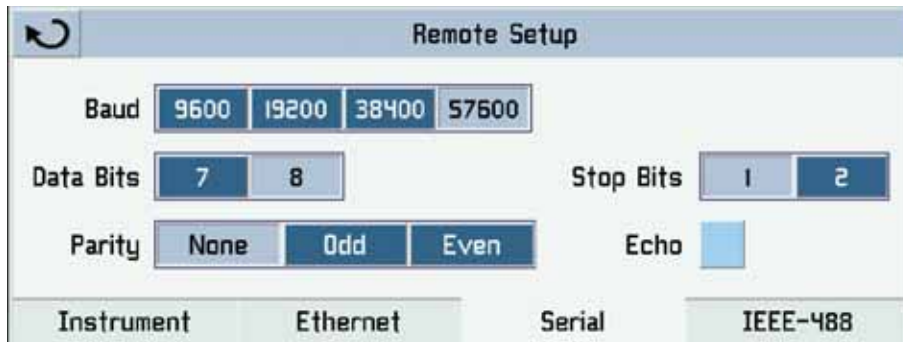 Remote Setup
Baud 9600 19200 38400 57600
Data Bits 7 8 Stop Bits 1 2
Parity None Odd Even Echo
Instrument Ethernet Serial IEEE-488